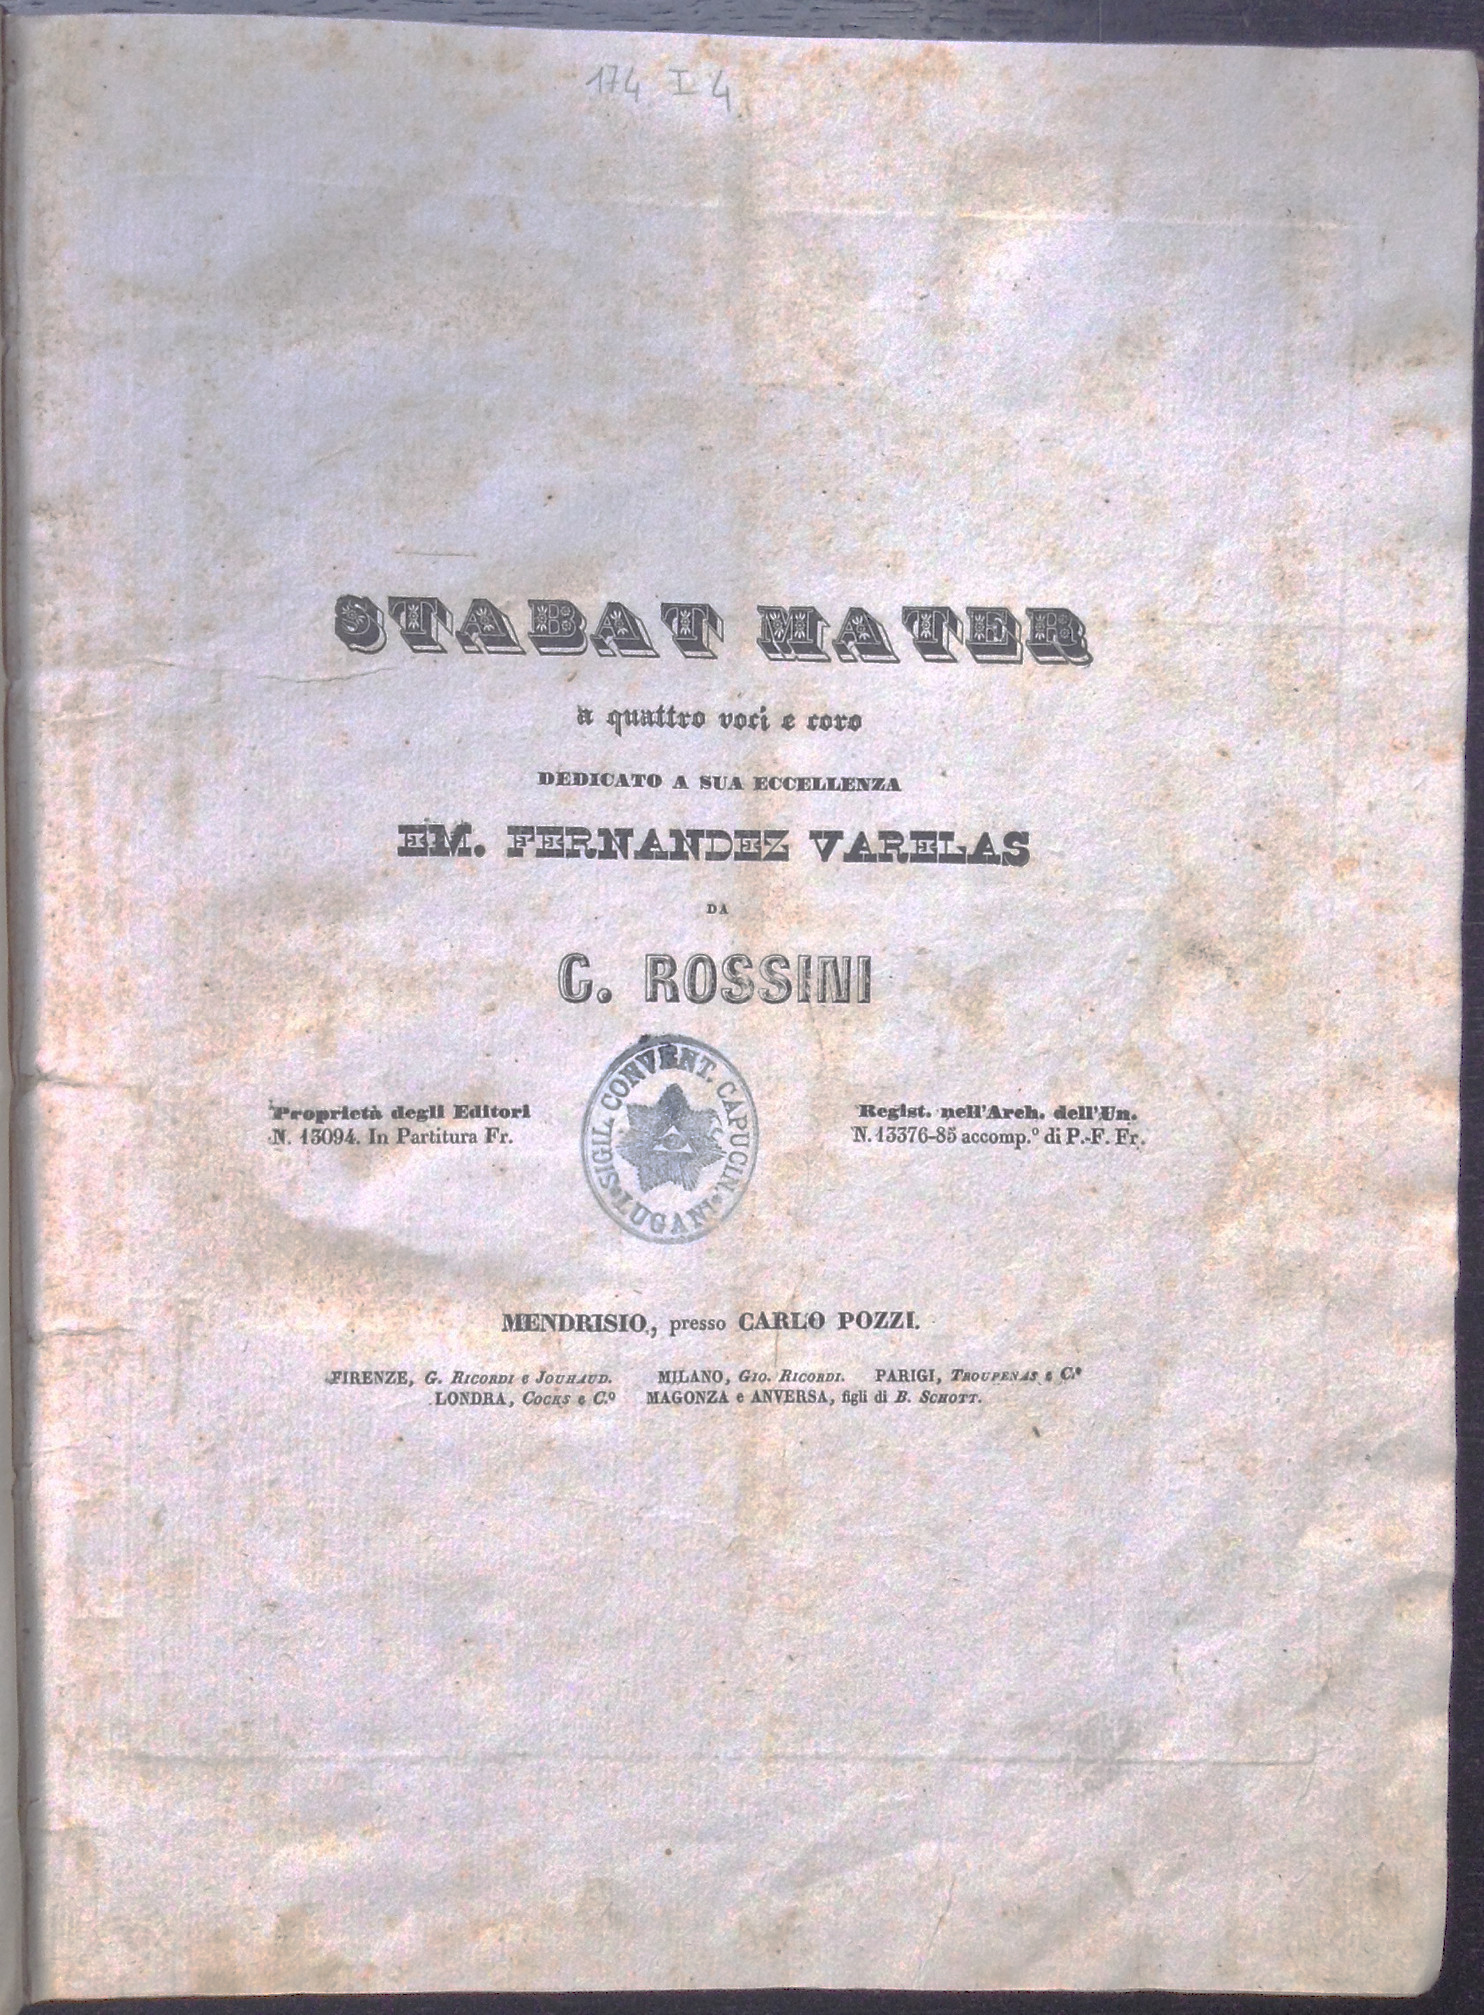 174 I 4
STABAT MATER
a quattro voci e coro
DEDICATO A SUA ECCELLENZA
EM. FERNANDEZ VARELAS
DA
G. ROSSINI
SIGIL. CONVENT. CAPUCIN. LUGANI
Proprietà degli Editori
N. 13094. In Partitura Fr.
Regist. nell'Arch. dell'Un.
N. 13376-85 accomp.º di P.-F. Fr.
MENDRISIO, presso CARLO POZZI.
FIRENZE, G. RICORDI e JOUHAUD. MILANO, GIO. RICORDI. PARIGI, TROUPENAS e C.º
LONDRA, COCKS e C.º MAGONZA e ANVERSA, figli di B. SCHOTT.